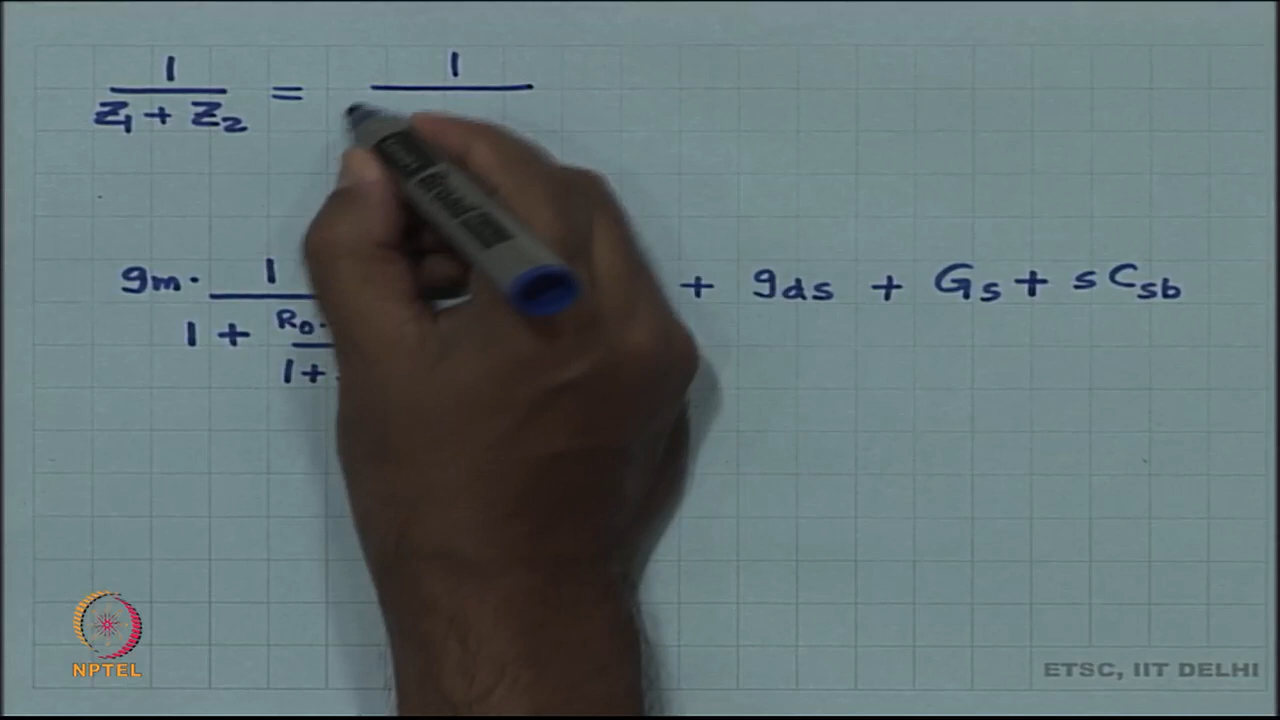 1 / (Z1 + Z2) = 1 /
gm · 1 / (1 + R0 · / (1 + + gds + Gs + sCsb
NPTEL
ETSC, IIT DELHI